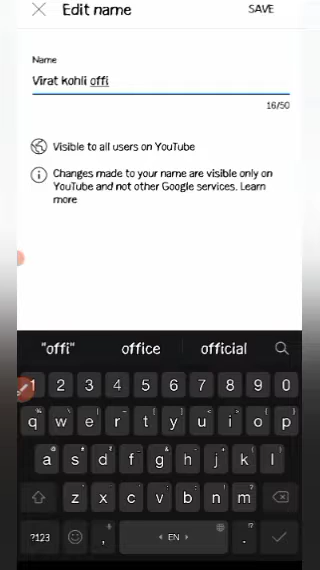 Edit name
SAVE
Name
Virat kohli offi
16/50
Visible to all users on YouTube
Changes made to your name are visible only on
YouTube and not other Google services. Learn
more
"offi" office official
1 2 3 4 5 6 7 8 9 0
q w e r t y u i o p
a s d f g h j k l
z x c v b n m
?123 , EN .